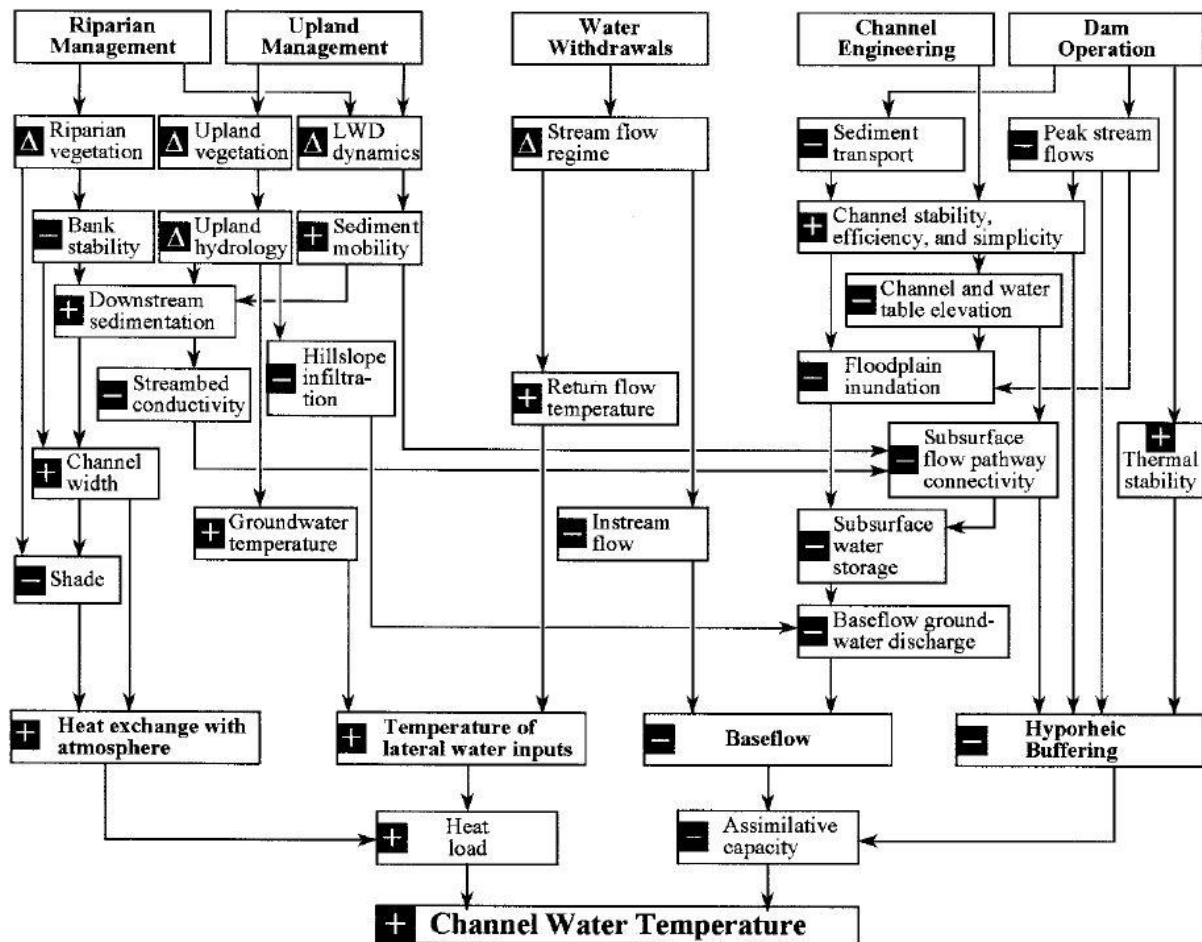 Riparian
Management
Upland
Management
Water
Withdrawals
Channel
Engineering
Dam
Operation
Δ Riparian
vegetation
Δ Upland
vegetation
Δ LWD
dynamics
Δ Stream flow
regime
− Sediment
transport
− Peak stream
flows
− Bank
stability
Δ Upland
hydrology
+ Sediment
mobility
+ Channel stability,
efficiency, and simplicity
+ Downstream
sedimentation
− Channel and water
table elevation
− Streambed
conductivity
− Hillslope
infiltra-
tion
+ Return flow
temperature
− Floodplain
inundation
+ Channel
width
− Subsurface
flow pathway
connectivity
+
Thermal
stability
+ Groundwater
temperature
− Instream
flow
− Subsurface
water
storage
− Shade
− Baseflow ground-
water discharge
+ Heat exchange with
atmosphere
+ Temperature of
lateral water inputs
− Baseflow
− Hyporheic
Buffering
+ Heat
load
− Assimilative
capacity
+ Channel Water Temperature